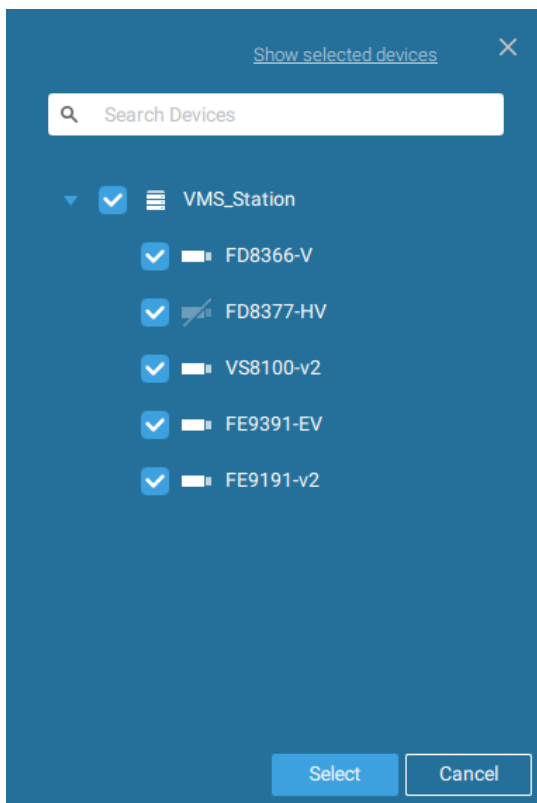 Show selected devices
Search Devices
VMS_Station
FD8366-V
FD8377-HV
VS8100-v2
FE9391-EV
FE9191-v2
Select Cancel